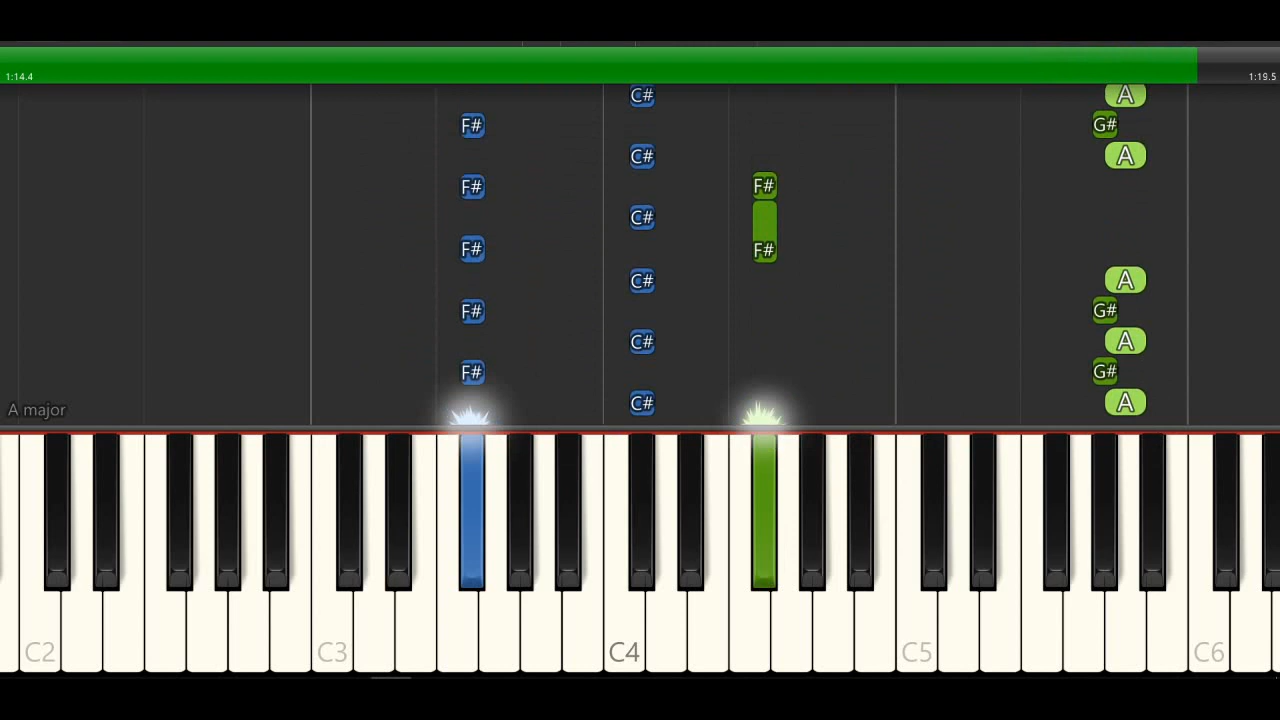 1:14.4 1:19.5
C# A
F# G#
C# A
F# F#
C#
F# F#
C# A
F# G#
C# A
F# G#
C# A
A major
C2 C3 C4 C5 C6